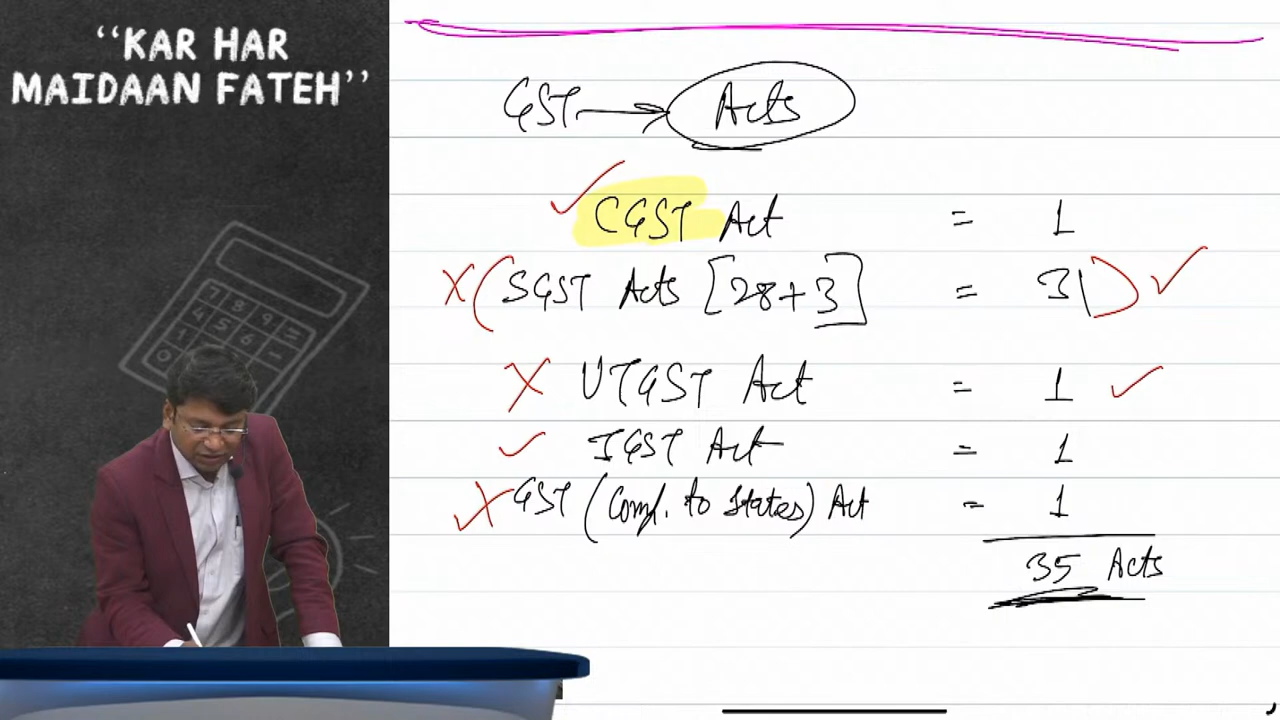 “KAR HAR
MAIDAAN FATEH”
GST → Acts
✓ CGST Act = 1
X (SGST Acts [28+3] = 31) ✓
X UTGST Act = 1 ✓
✓ IGST Act = 1
X GST (Comp. to States) Act = 1
35 Acts